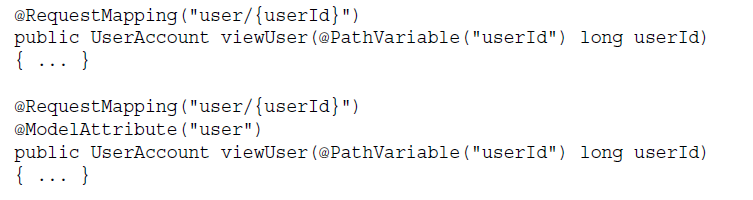 @RequestMapping("user/{userId}")
public UserAccount viewUser(@PathVariable("userId") long userId)
{ ... }
@RequestMapping("user/{userId}")
@ModelAttribute("user")
public UserAccount viewUser(@PathVariable("userId") long userId)
{ ... }